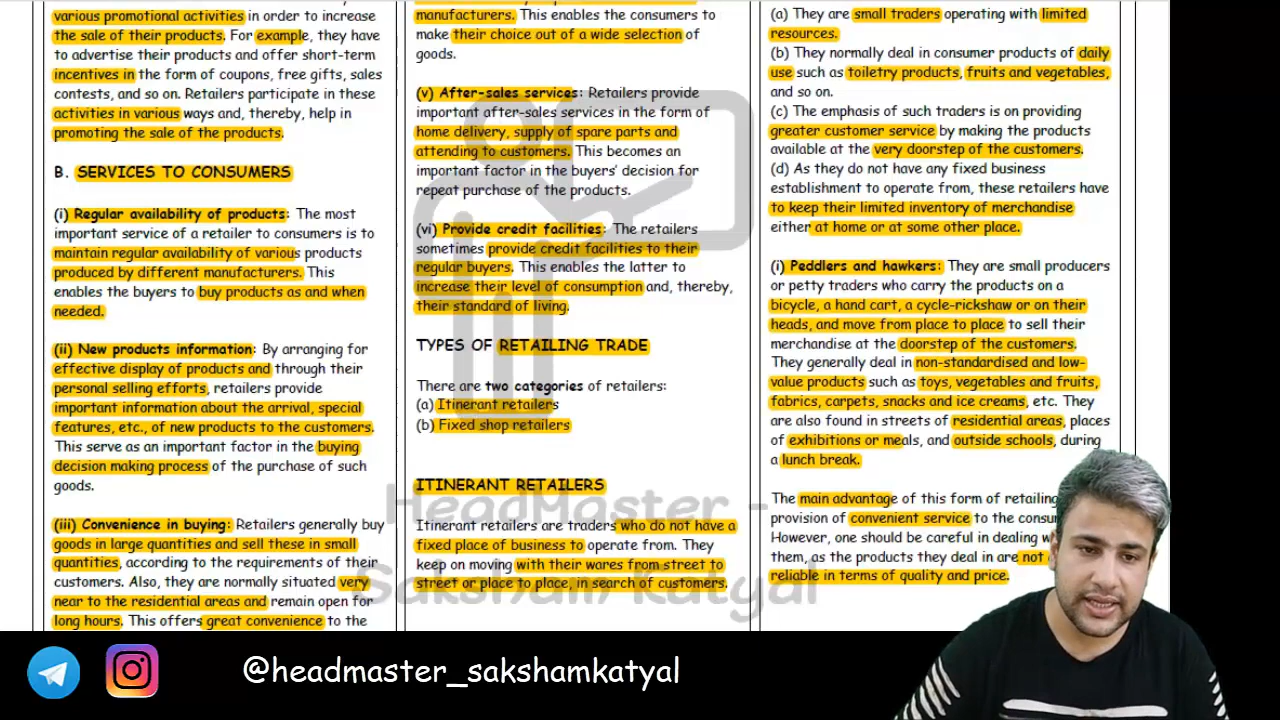 various promotional activities in order to increase
the sale of their products. For example, they have
to advertise their products and offer short-term
incentives in the form of coupons, free gifts, sales
contests, and so on. Retailers participate in these
activities in various ways and, thereby, help in
promoting the sale of the products.
B. SERVICES TO CONSUMERS
(i) Regular availability of products: The most
important service of a retailer to consumers is to
maintain regular availability of various products
produced by different manufacturers. This
enables the buyers to buy products as and when
needed.
(ii) New products information: By arranging for
effective display of products and through their
personal selling efforts, retailers provide
important information about the arrival, special
features, etc., of new products to the customers.
This serve as an important factor in the buying
decision making process of the purchase of such
goods.
(iii) Convenience in buying: Retailers generally buy
goods in large quantities and sell these in small
quantities, according to the requirements of their
customers. Also, they are normally situated very
near to the residential areas and remain open for
long hours. This offers great convenience to the
manufacturers. This enables the consumers to
make their choice out of a wide selection of
goods.
(v) After-sales services: Retailers provide
important after-sales services in the form of
home delivery, supply of spare parts and
attending to customers. This becomes an
important factor in the buyers' decision for
repeat purchase of the products.
(vi) Provide credit facilities: The retailers
sometimes provide credit facilities to their
regular buyers. This enables the latter to
increase their level of consumption and, thereby,
their standard of living.
TYPES OF RETAILING TRADE
There are two categories of retailers:
(a) Itinerant retailers
(b) Fixed shop retailers
ITINERANT RETAILERS
Itinerant retailers are traders who do not have a
fixed place of business to operate from. They
keep on moving with their wares from street to
street or place to place, in search of customers.
(a) They are small traders operating with limited
resources.
(b) They normally deal in consumer products of daily
use such as toiletry products, fruits and vegetables,
and so on.
(c) The emphasis of such traders is on providing
greater customer service by making the products
available at the very doorstep of the customers.
(d) As they do not have any fixed business
establishment to operate from, these retailers have
to keep their limited inventory of merchandise
either at home or at some other place.
(i) Peddlers and hawkers: They are small producers
or petty traders who carry the products on a
bicycle, a hand cart, a cycle-rickshaw or on their
heads, and move from place to place to sell their
merchandise at the doorstep of the customers.
They generally deal in non-standardised and low-
value products such as toys, vegetables and fruits,
fabrics, carpets, snacks and ice creams, etc. They
are also found in streets of residential areas, places
of exhibitions or meals, and outside schools, during
a lunch break.
The main advantage of this form of retailing
provision of convenient service to the
However, one should be careful in dealing
them, as the products they deal in are not
reliable in terms of quality and price.
HeadMaster -
Saksham Katyal
@headmaster_sakshamkatyal